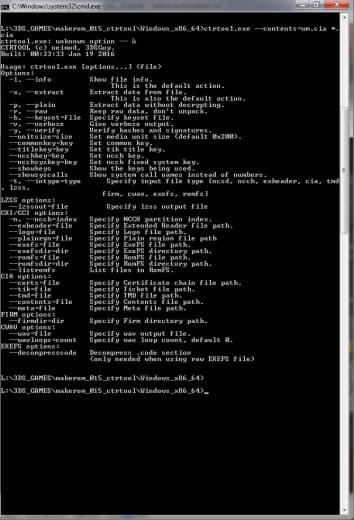 C:\Windows\system32\cmd.exe
L:\3DS_GAMES\makerom_015_ctrtool\Windows_x86_64>ctrtool.exe --contents=um.cia *.
cia
ctrtool.exe: unknown option --
CTRTOOL (c) neimod, 3DSGuy.
Built: 00:33:33 Jan 19 2016
Usage: ctrtool.exe [options...] <file>
Options:
-i, --info Show file info.
This is the default action.
-x, --extract Extract data from file.
This is also the default action.
-p, --plain Extract data without decrypting.
-r, --raw Keep raw data, don't unpack.
-k, --keyset=file Specify keyset file.
-v, --verbose Give verbose output.
-y, --verify Verify hashes and signatures.
--unitsize=size Set media unit size (default 0x200).
--commonkey=key Set common key.
--titlekey=key Set tik title key.
--ncchkey=key Set ncch key.
--ncchsyskey=key Set ncch fixed system key.
--showkeys Show the keys being used.
--showsyscalls Show system call names instead of numbers.
-t, --intype=type Specify input file type [ncsd, ncch, exheader, cia, tmd
, lzss,
firm, cwav, exefs, romfs]
LZSS options:
--lzssout=file Specify lzss output file
CXI/CCI options:
-n, --ncch=index Specify NCCH partition index.
--exheader=file Specify Extended Header file path.
--logo=file Specify Logo file path.
--plainrgn=file Specify Plain region file path
--exefs=file Specify ExeFS file path.
--exefsdir=dir Specify ExeFS directory path.
--romfs=file Specify RomFS file path.
--romfsdir=dir Specify RomFS directory path.
--listromfs List files in RomFS.
CIA options:
--certs=file Specify Certificate chain file path.
--tik=file Specify Ticket file path.
--tmd=file Specify TMD file path.
--contents=file Specify Contents file path.
--meta=file Specify Meta file path.
FIRM options:
--firmdir=dir Specify Firm directory path.
CWAV options:
--wav=file Specify wav output file.
--wavloops=count Specify wav loop count, default 0.
EXEFS options:
--decompresscode Decompress .code section
(only needed when using raw EXEFS file)
L:\3DS_GAMES\makerom_015_ctrtool\Windows_x86_64>
L:\3DS_GAMES\makerom_015_ctrtool\Windows_x86_64>_